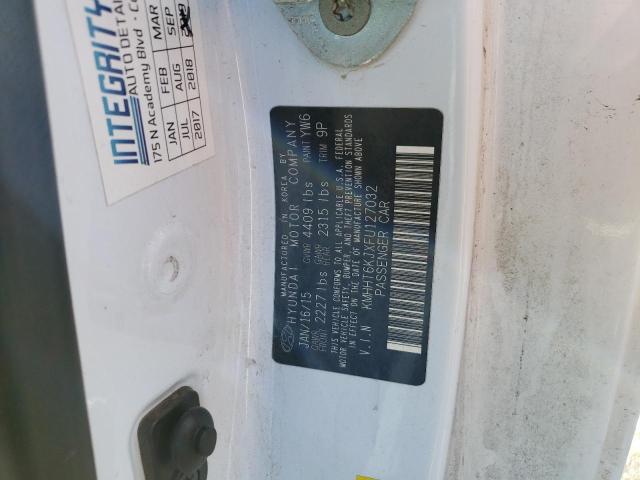 INTEGRITY
AUTO DETAIL
175 N Academy Blvd - Co
JAN FEB MAR
JUL AUG SEP
2017 2018
MANUFACTURED IN KOREA BY
HYUNDAI MOTOR COMPANY
JAN/16/15 GVWR 4409 lbs PAINT YW6
GAWR FRONT 2227 lbs GAWR REAR 2315 lbs TRIM 9P
THIS VEHICLE CONFORMS TO ALL APPLICABLE U.S.A. FEDERAL
MOTOR VEHICLE SAFETY, BUMPER, AND THEFT PREVENTION STANDARDS
IN EFFECT ON THE DATE OF MANUFACTURE SHOWN ABOVE
V.I.N KMHHT6KJXFU127032
PASSENGER CAR